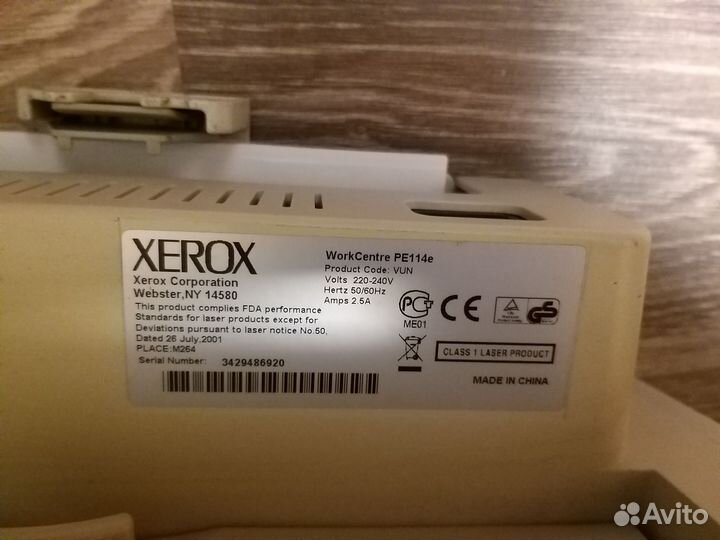 XEROX
Xerox Corporation
Webster,NY 14580
This product complies FDA performance
Standards for laser products except for
Deviations pursuant to laser notice No.50,
Dated 26 July.2001
PLACE:M264
Serial Number: 3429486920
WorkCentre PE114e
Product Code: VUN
Volts 220-240V
Hertz 50/60Hz
Amps 2.5A
ME01
CE
GS
CLASS 1 LASER PRODUCT
MADE IN CHINA
Avito